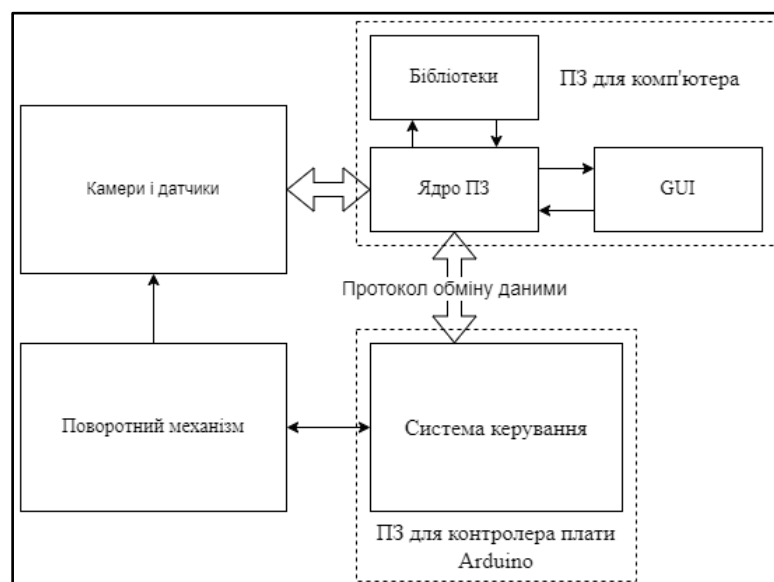 Бібліотеки
ПЗ для комп'ютера
Камери і датчики
Ядро ПЗ
GUI
Протокол обміну даними
Поворотний механізм
Система керування
ПЗ для контролера плати
Arduino